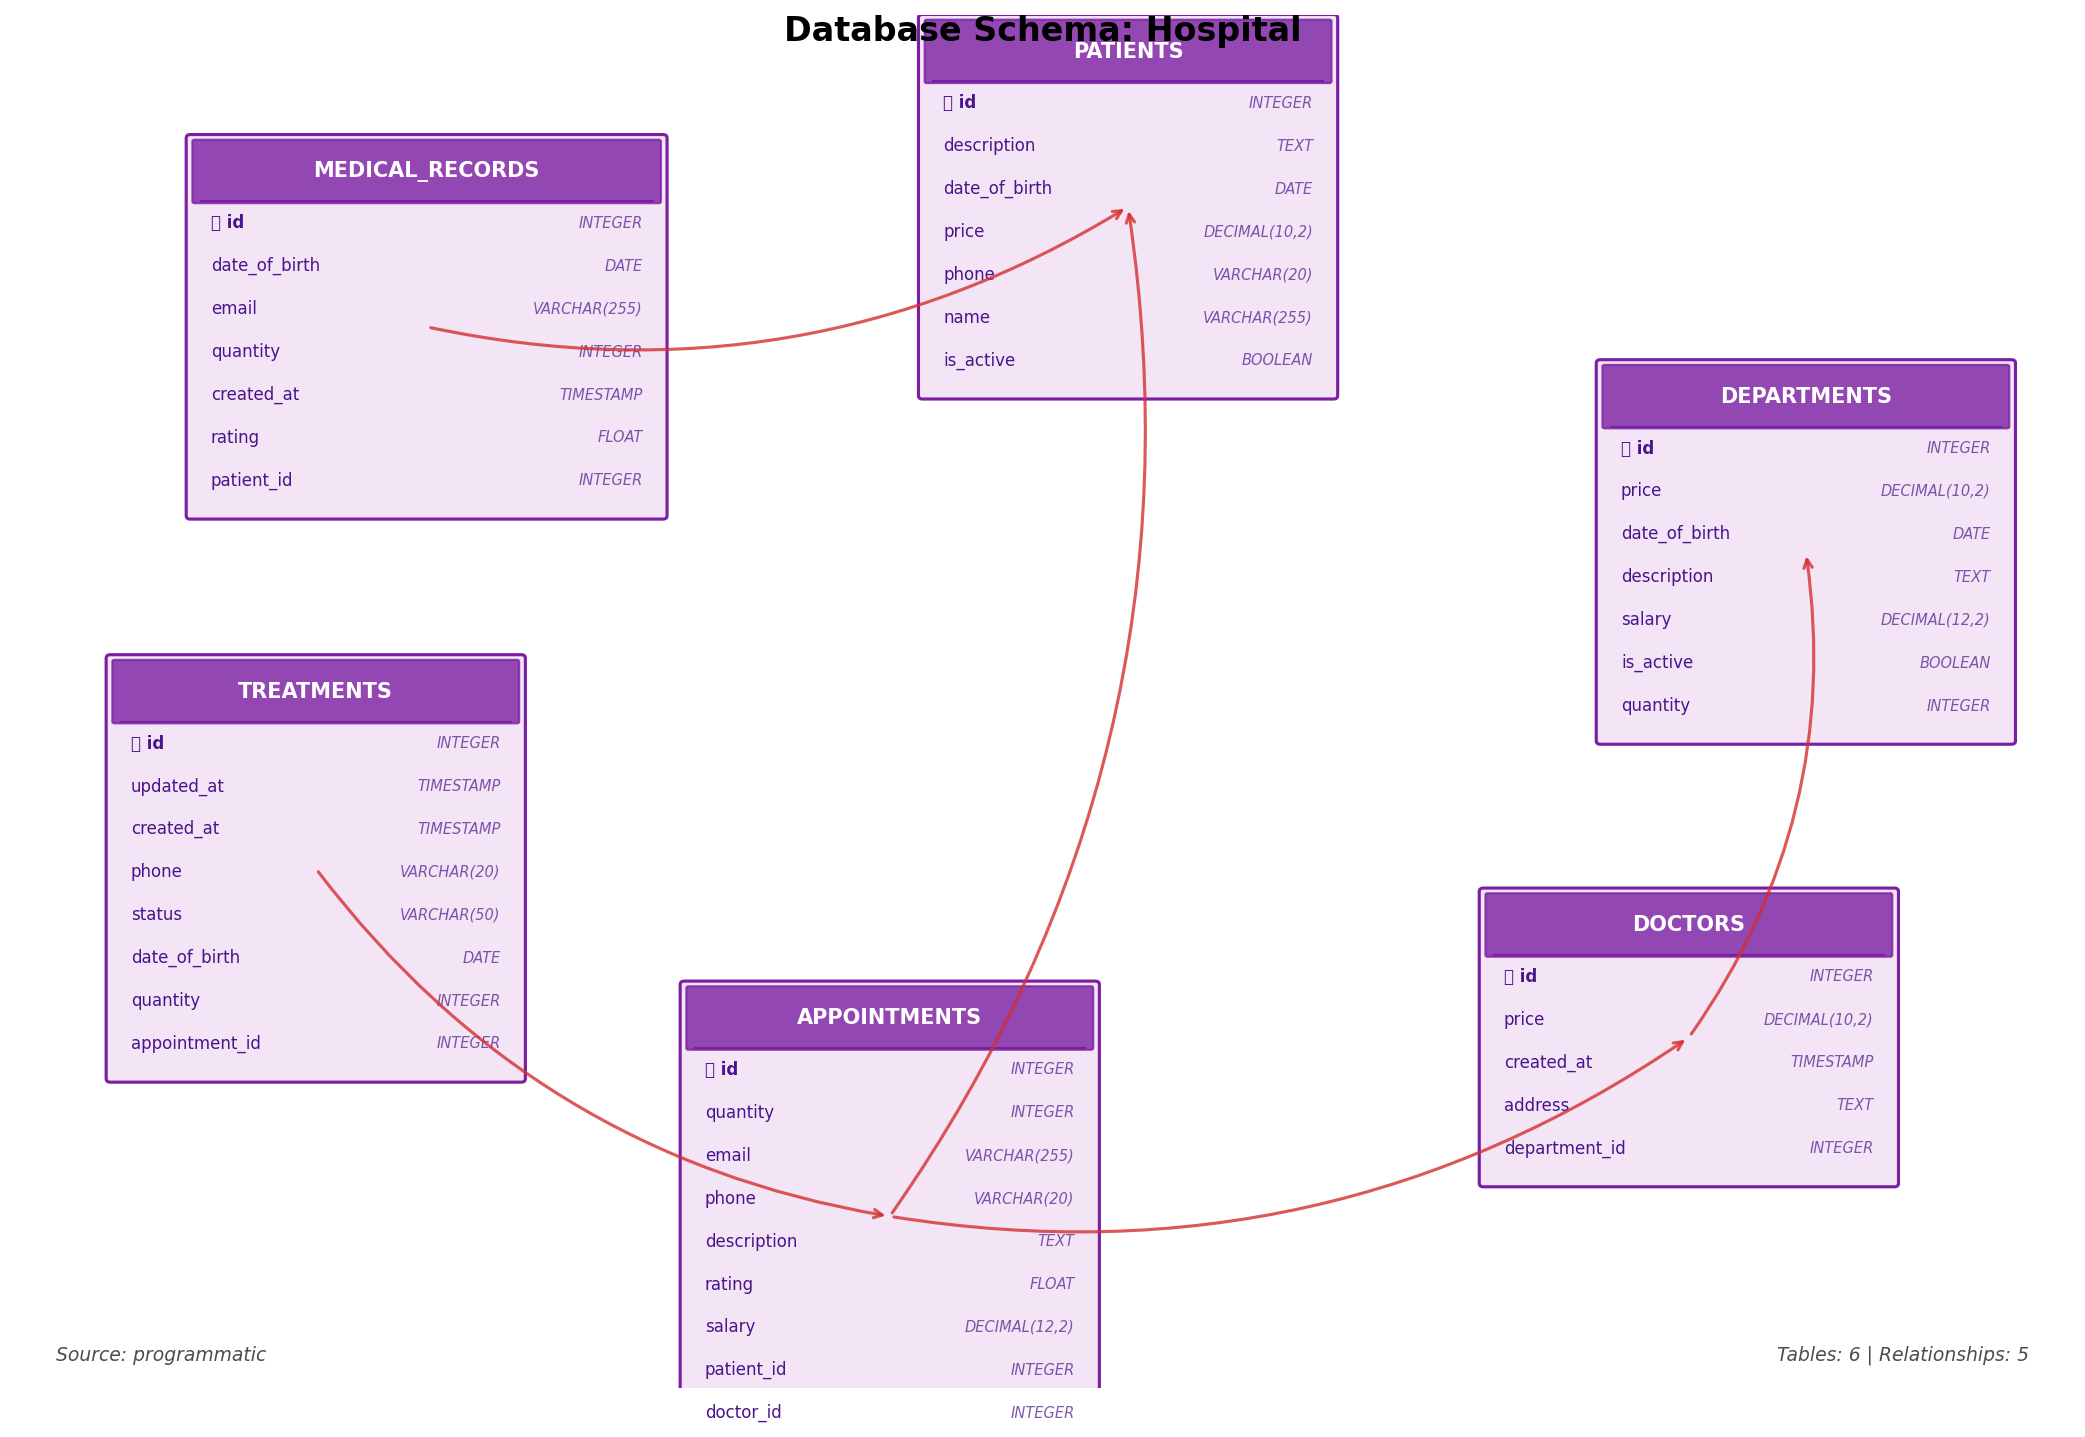 Database Schema: Hospital
PATIENTS
id INTEGER
description TEXT
date_of_birth DATE
price DECIMAL(10,2)
phone VARCHAR(20)
name VARCHAR(255)
is_active BOOLEAN
MEDICAL_RECORDS
id INTEGER
date_of_birth DATE
email VARCHAR(255)
quantity INTEGER
created_at TIMESTAMP
rating FLOAT
patient_id INTEGER
DEPARTMENTS
id INTEGER
price DECIMAL(10,2)
date_of_birth DATE
description TEXT
salary DECIMAL(12,2)
is_active BOOLEAN
quantity INTEGER
TREATMENTS
id INTEGER
updated_at TIMESTAMP
created_at TIMESTAMP
phone VARCHAR(20)
status VARCHAR(50)
date_of_birth DATE
quantity INTEGER
appointment_id INTEGER
DOCTORS
id INTEGER
price DECIMAL(10,2)
created_at TIMESTAMP
address TEXT
department_id INTEGER
APPOINTMENTS
id INTEGER
quantity INTEGER
email VARCHAR(255)
phone VARCHAR(20)
description TEXT
rating FLOAT
salary DECIMAL(12,2)
patient_id INTEGER
doctor_id INTEGER
Source: programmatic
Tables: 6 | Relationships: 5